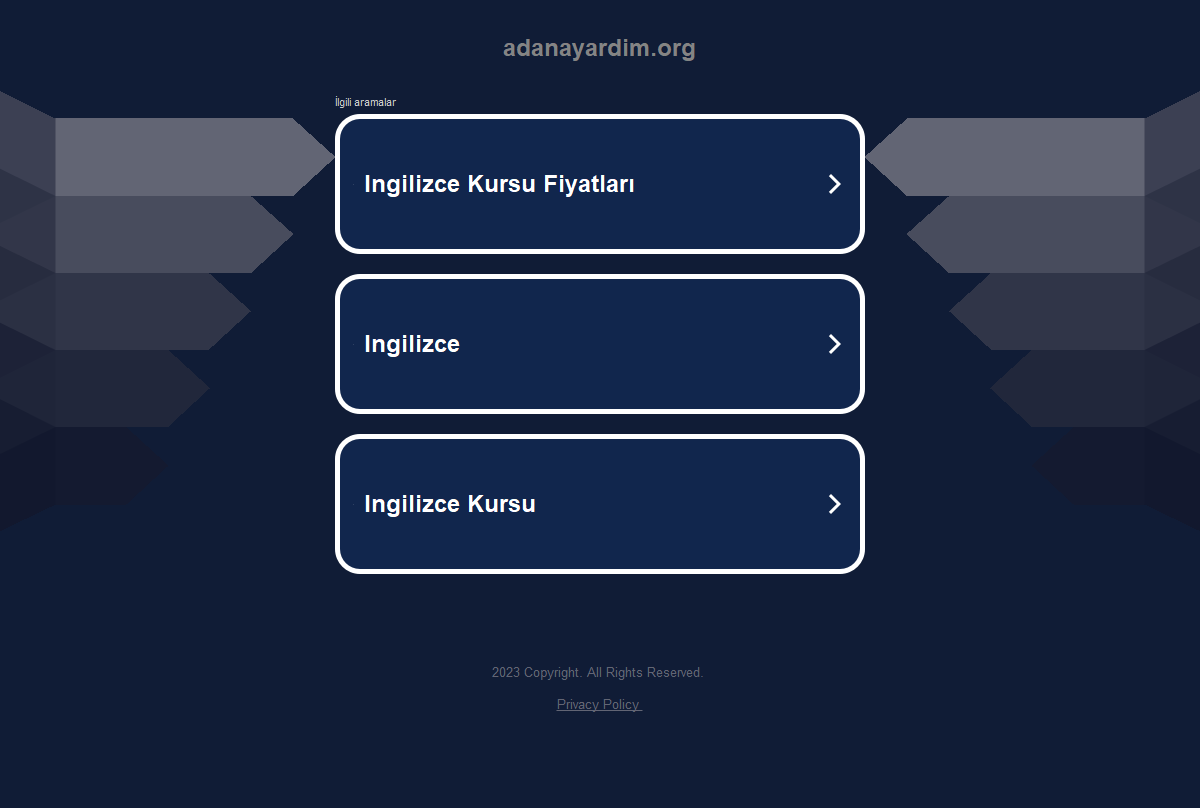 adanayardim.org
İlgili aramalar
Ingilizce Kursu Fiyatları
Ingilizce
Ingilizce Kursu
2023 Copyright. All Rights Reserved.
Privacy Policy